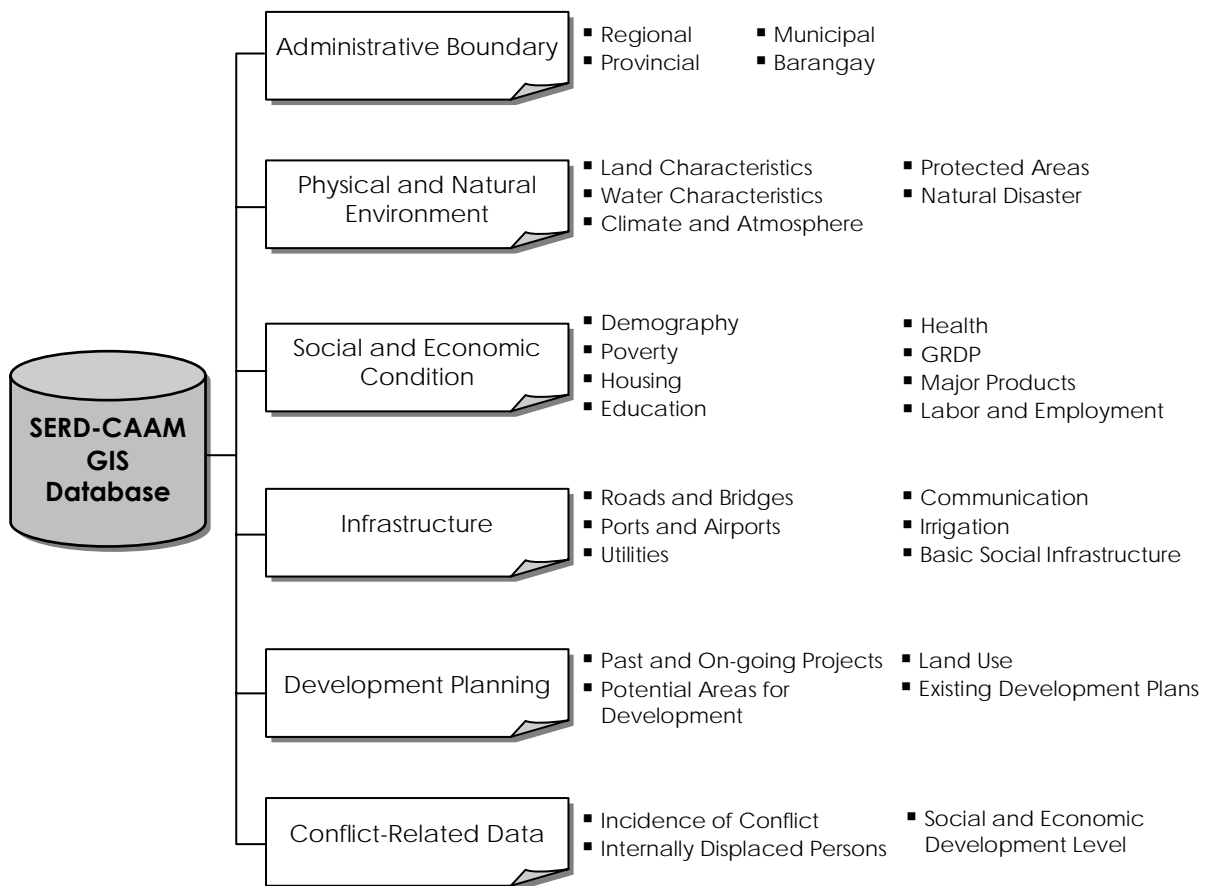 SERD-CAAM
GIS
Database
Administrative Boundary
▪ Regional
▪ Provincial
▪ Municipal
▪ Barangay
Physical and Natural
Environment
▪ Land Characteristics
▪ Water Characteristics
▪ Climate and Atmosphere
▪ Protected Areas
▪ Natural Disaster
Social and Economic
Condition
▪ Demography
▪ Poverty
▪ Housing
▪ Education
▪ Health
▪ GRDP
▪ Major Products
▪ Labor and Employment
Infrastructure
▪ Roads and Bridges
▪ Ports and Airports
▪ Utilities
▪ Communication
▪ Irrigation
▪ Basic Social Infrastructure
Development Planning
▪ Past and On-going Projects
▪ Potential Areas for
Development
▪ Land Use
▪ Existing Development Plans
Conflict-Related Data
▪ Incidence of Conflict
▪ Internally Displaced Persons
▪ Social and Economic
Development Level